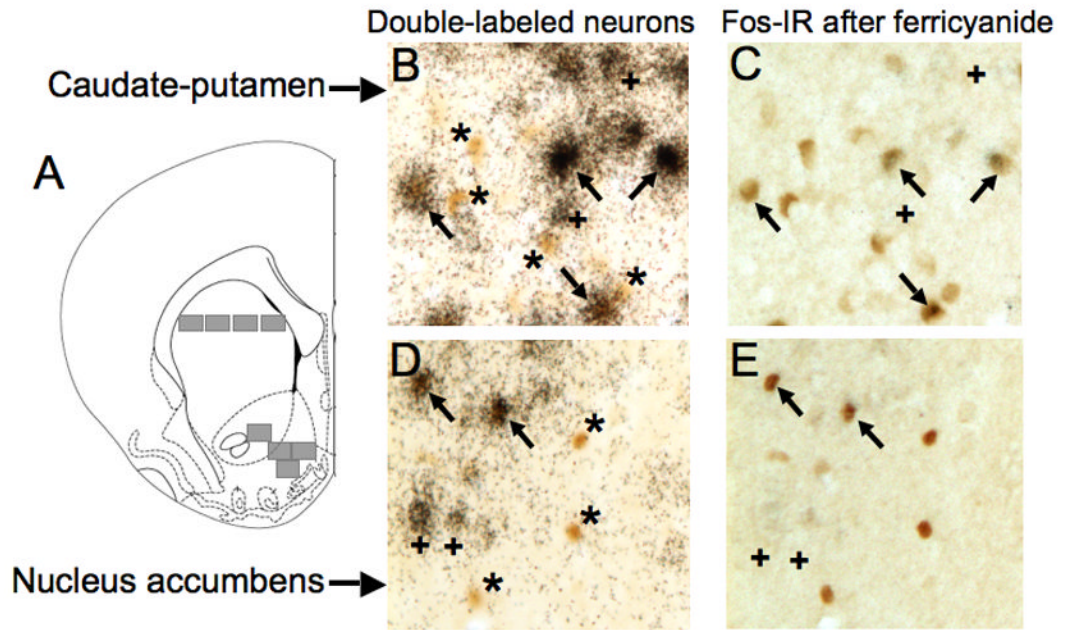 Double-labeled neurons
Fos-IR after ferricyanide
Caudate-putamen
A
B
+
*
*
+
*
*
C
+
+
D
*
*
+ +
*
E
+ +
Nucleus accumbens